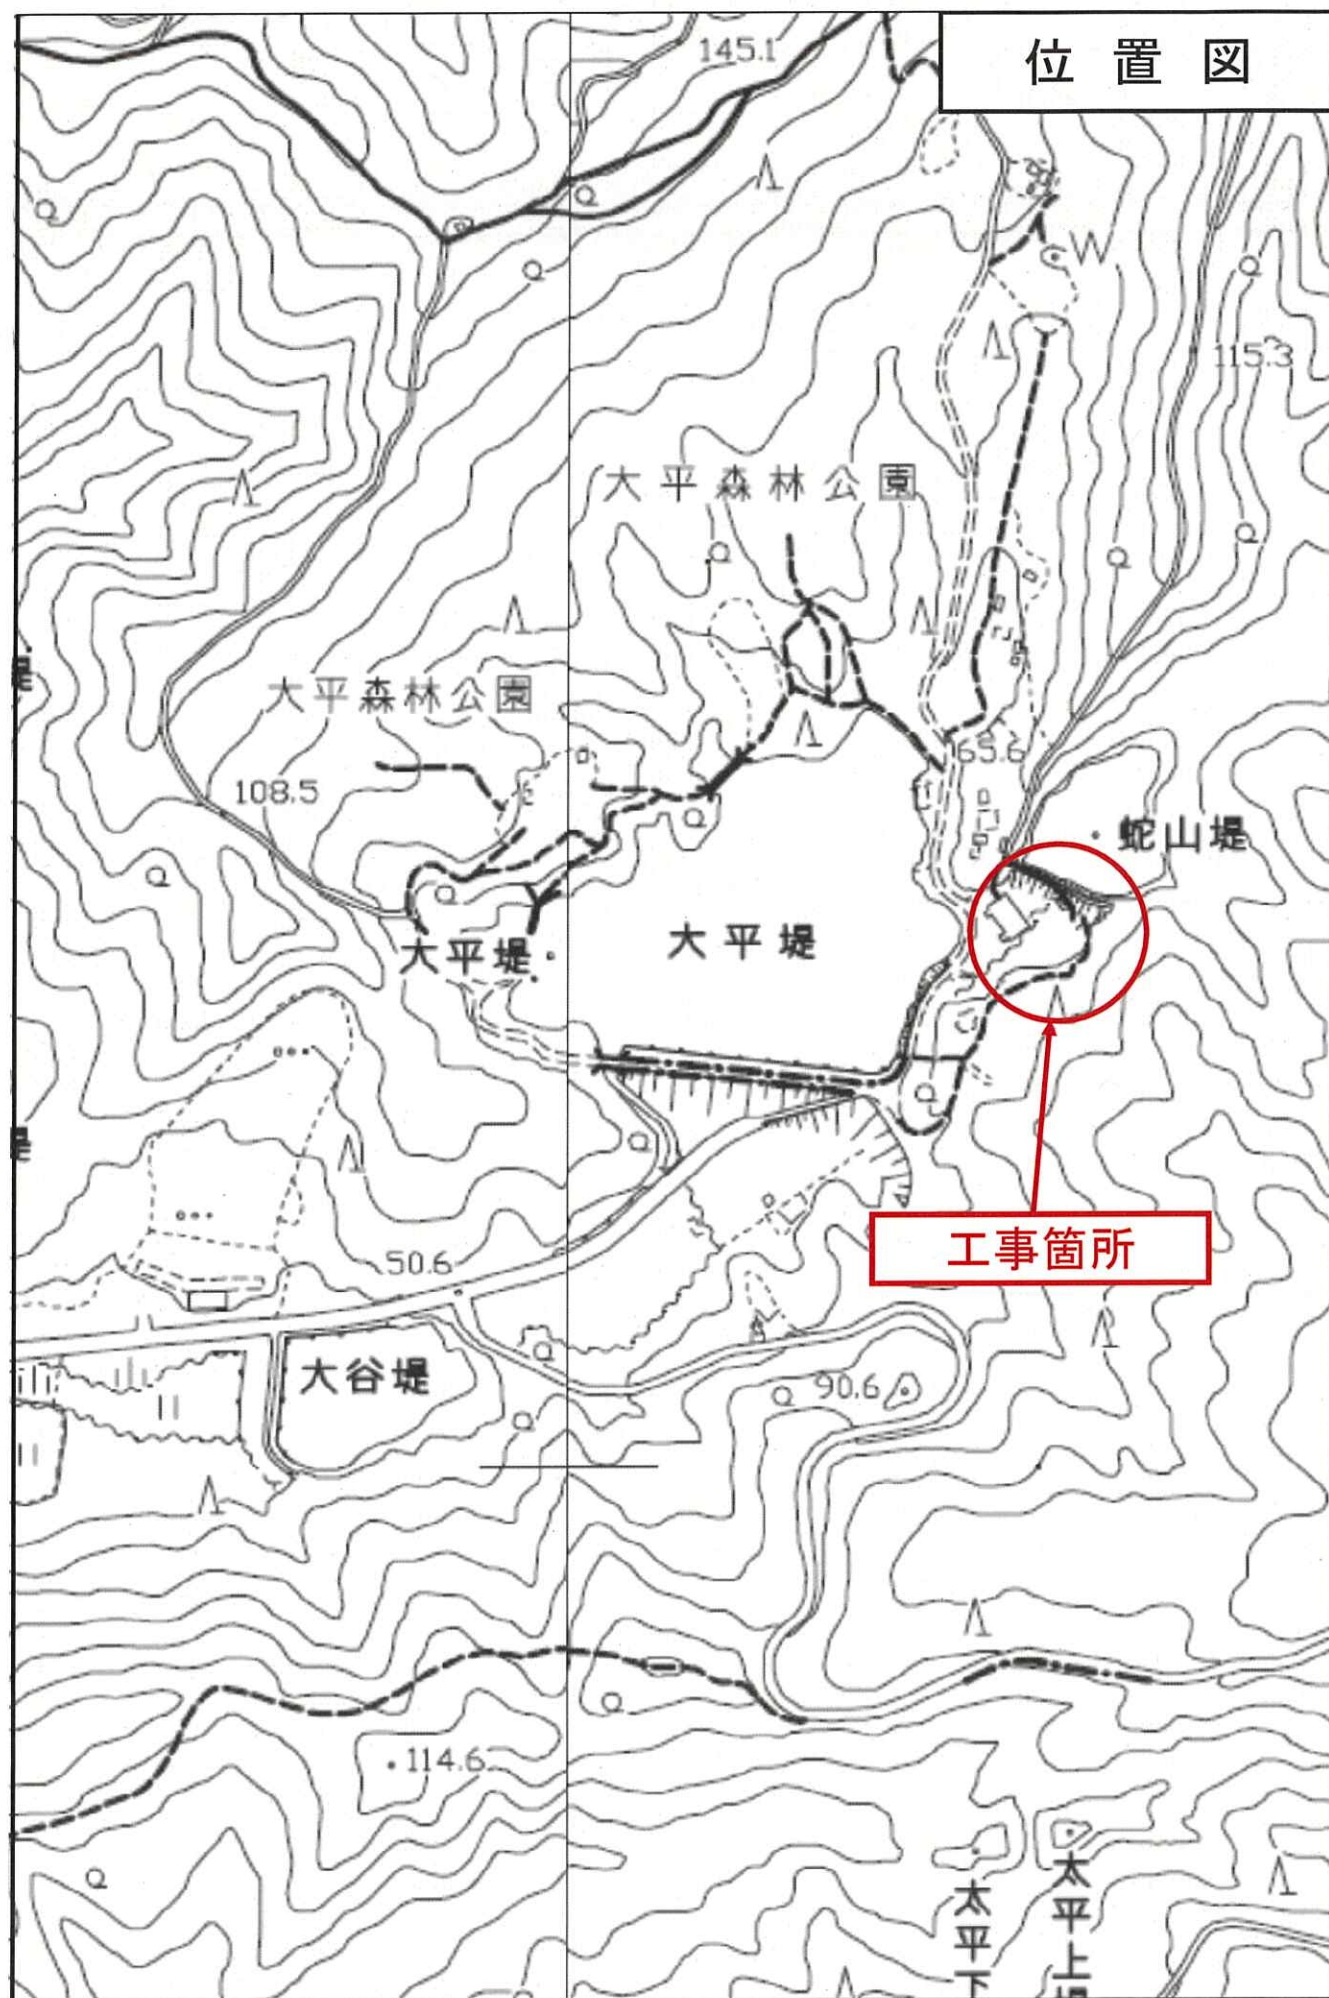 位置図
145.1
W
115.3
大平森林公園
大平森林公園
65.6
108.5
蛇山堤
大平堤
大平堤
工事箇所
50.6
大谷堤
90.6
114.6
太平上
太平下